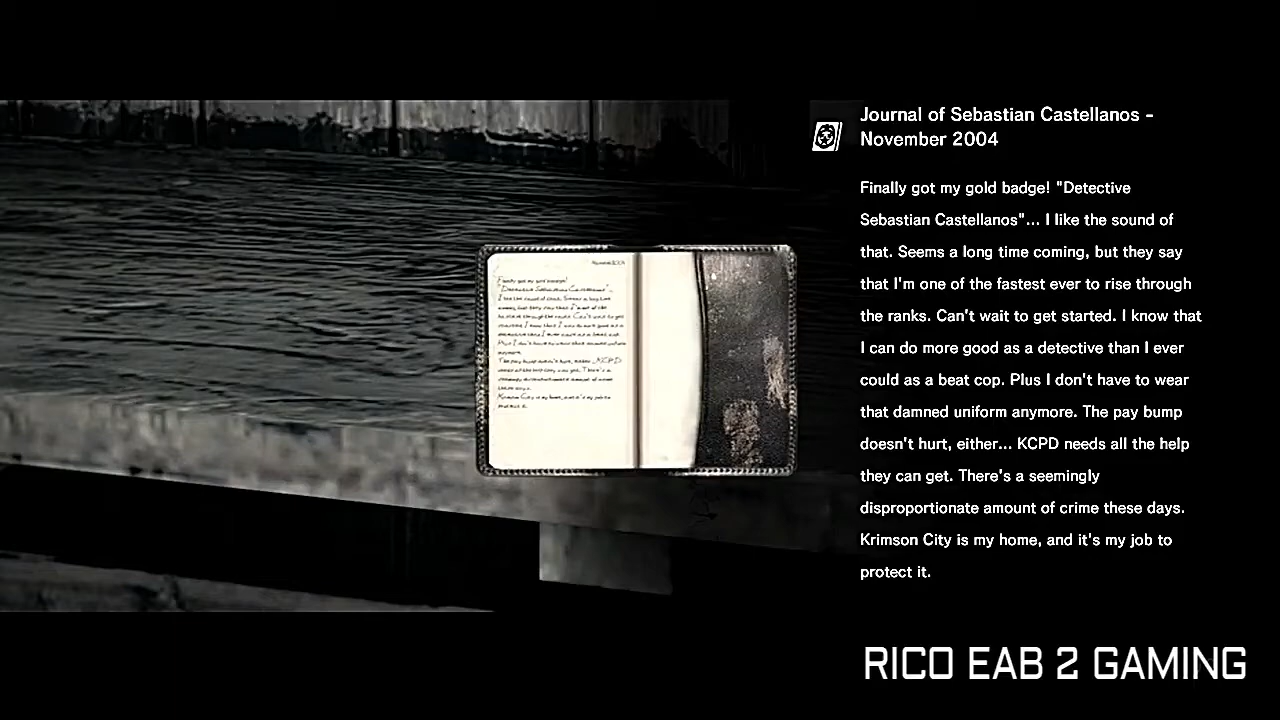 Journal of Sebastian Castellanos -
November 2004
Finally got my gold badge! "Detective
Sebastian Castellanos"... I like the sound of
that. Seems a long time coming, but they say
that I'm one of the fastest ever to rise through
the ranks. Can't wait to get started. I know that
I can do more good as a detective than I ever
could as a beat cop. Plus I don't have to wear
that damned uniform anymore. The pay bump
doesn't hurt, either... KCPD needs all the help
they can get. There's a seemingly
disproportionate amount of crime these days.
Krimson City is my home, and it's my job to
protect it.
RICO EAB 2 GAMING